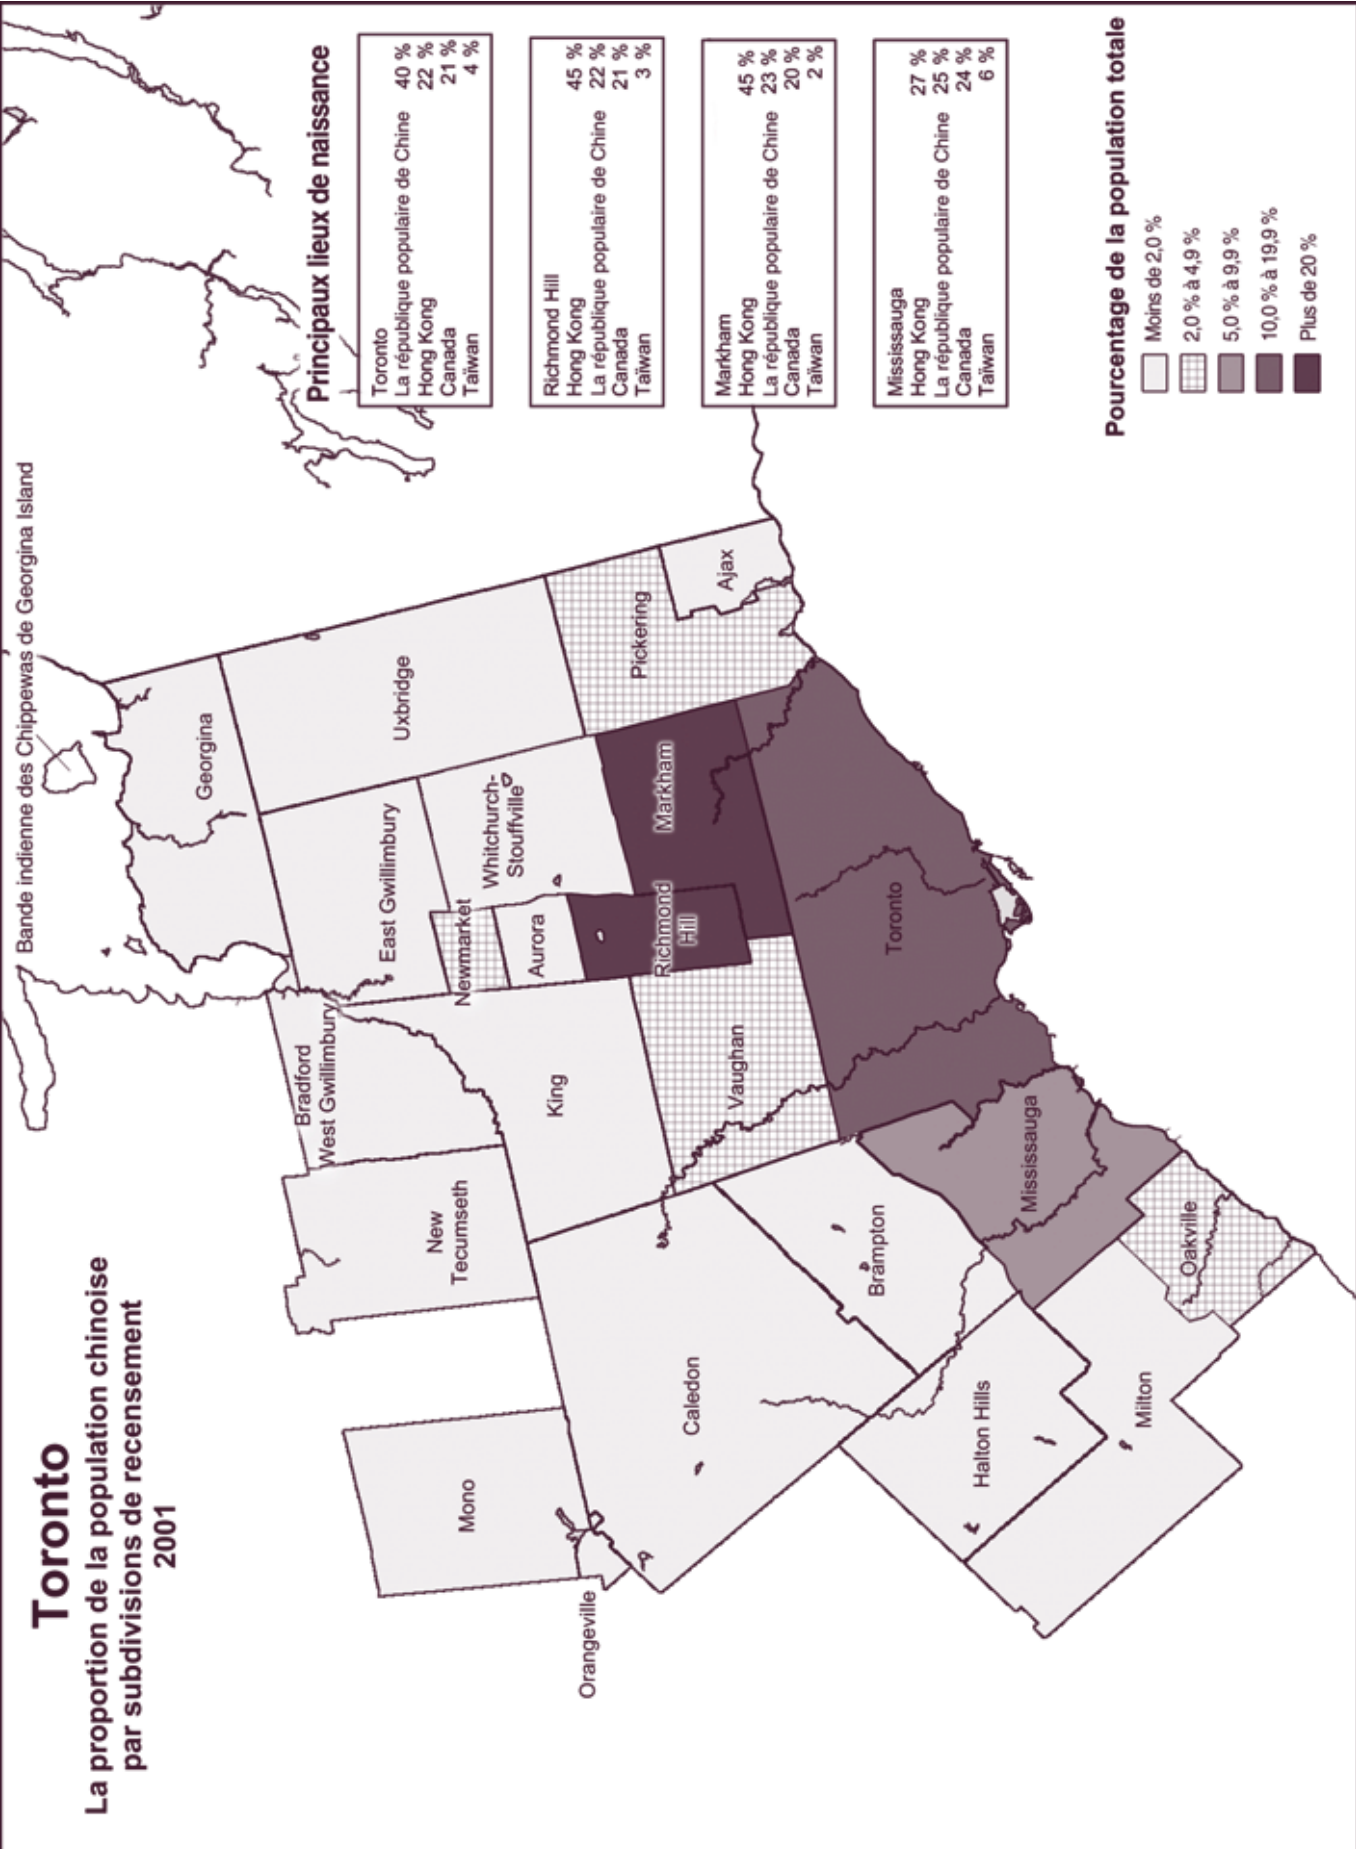 Toronto
La proportion de la population chinoise
par subdivisions de recensement
2001
Bande indienne des Chippewas de Georgina Island
Georgina
Uxbridge
Bradford
West Gwillimbury
East Gwillimbury
New
Tecumseth
Newmarket
Whitchurch-
Stouffville
Mono
Aurora
King
Orangeville
Pickering
Ajax
Richmond
Hill
Markham
Vaughan
Caledon
Brampton
Toronto
Halton Hills
Mississauga
Milton
Oakville
Principaux lieux de naissance
Toronto
La république populaire de Chine 40 %
Hong Kong 22 %
Canada 21 %
Taïwan 4 %
Richmond Hill
Hong Kong 45 %
La république populaire de Chine 22 %
Canada 21 %
Taïwan 3 %
Markham
Hong Kong 45 %
La république populaire de Chine 23 %
Canada 20 %
Taïwan 2 %
Mississauga
Hong Kong 27 %
La république populaire de Chine 25 %
Canada 24 %
Taïwan 6 %
Pourcentage de la population totale
Moins de 2,0 %
2,0 % à 4,9 %
5,0 % à 9,9 %
10,0 % à 19,9 %
Plus de 20 %